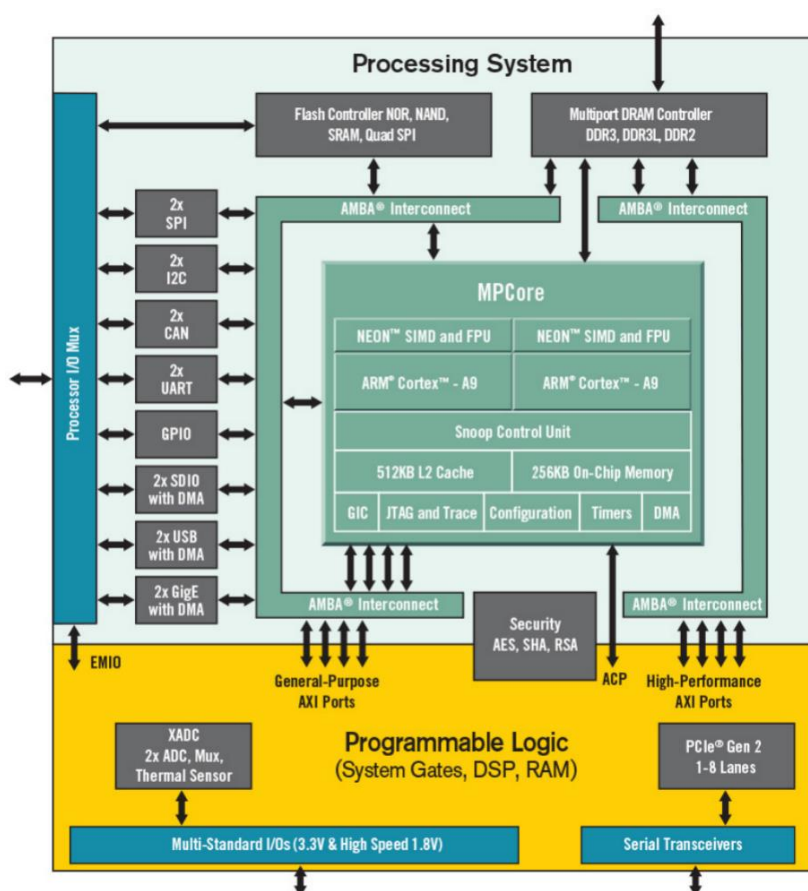 Processing System
Flash Controller NOR, NAND,
SRAM, Quad SPI
Multiport DRAM Controller
DDR3, DDR3L, DDR2
Processor I/O Mux
2x
SPI
2x
I2C
2x
CAN
2x
UART
GPIO
2x SDIO
with DMA
2x USB
with DMA
2x GigE
with DMA
AMBA® Interconnect
AMBA® Interconnect
MPCore
NEON™ SIMD and FPU
NEON™ SIMD and FPU
ARM® Cortex™ - A9
ARM® Cortex™ - A9
Snoop Control Unit
512KB L2 Cache
256KB On-Chip Memory
GIC
JTAG and Trace
Configuration
Timers
DMA
AMBA® Interconnect
AMBA® Interconnect
Security
AES, SHA, RSA
EMIO
General-Purpose
AXI Ports
ACP
High-Performance
AXI Ports
XADC
2x ADC, Mux,
Thermal Sensor
Programmable Logic
(System Gates, DSP, RAM)
PCIe® Gen 2
1-8 Lanes
Multi-Standard I/Os (3.3V & High Speed 1.8V)
Serial Transceivers